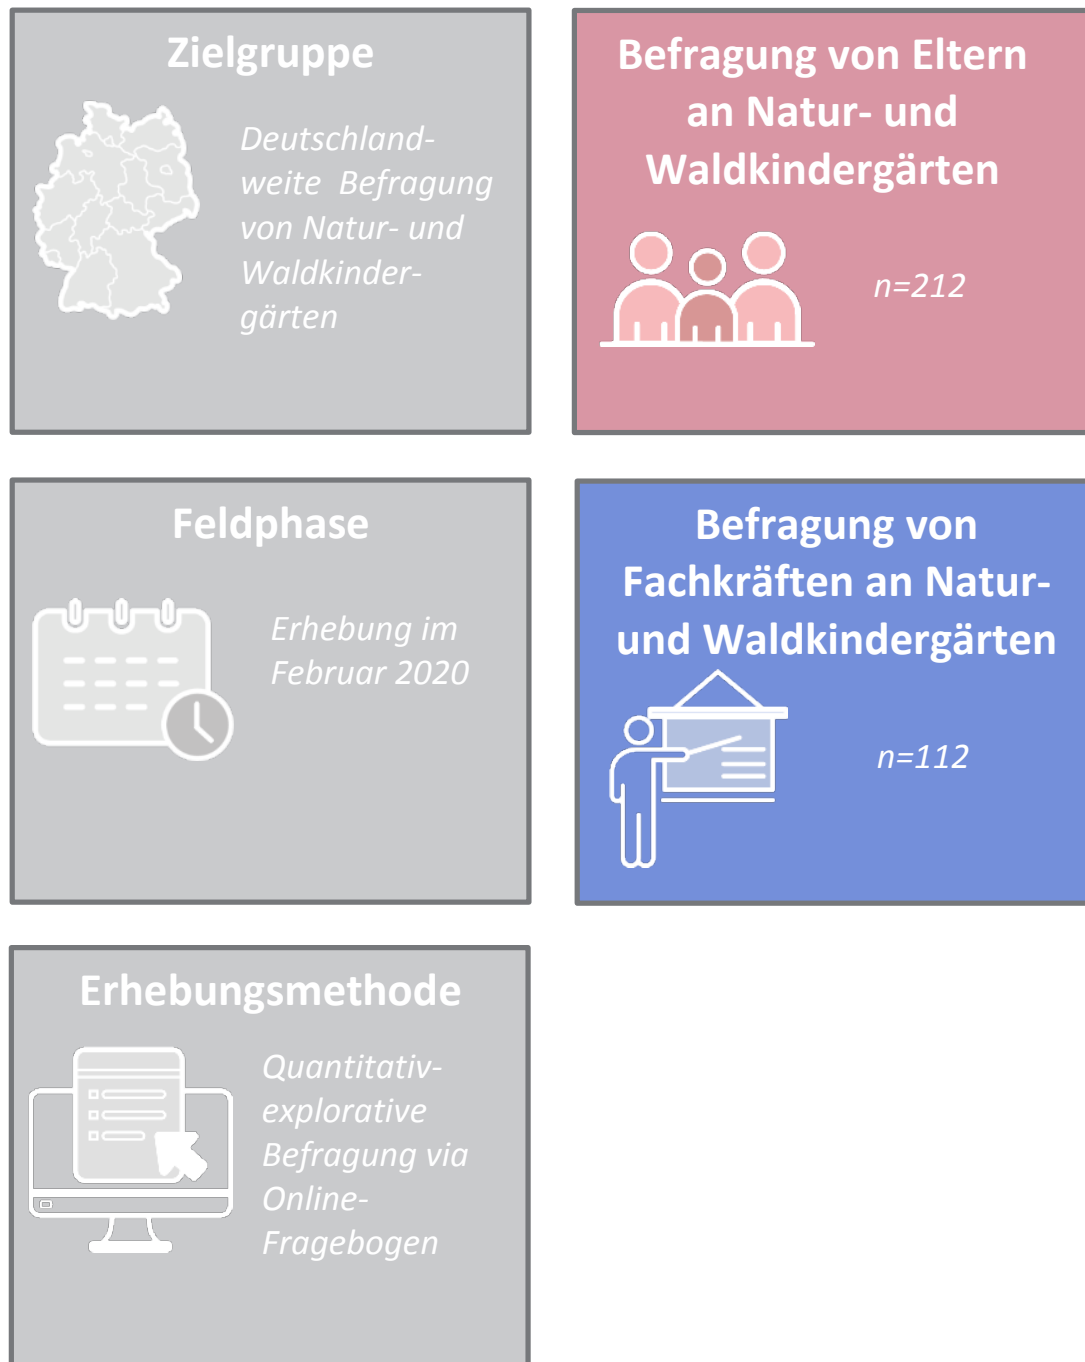 Zielgruppe
Deutschland-
weite Befragung
von Natur- und
Waldkinder-
gärten
Befragung von Eltern
an Natur- und
Waldkindergärten
n=212
Feldphase
Erhebung im
Februar 2020
Befragung von
Fachkräften an Natur-
und Waldkindergärten
n=112
Erhebungsmethode
Quantitativ-
explorative
Befragung via
Online-
Fragebogen